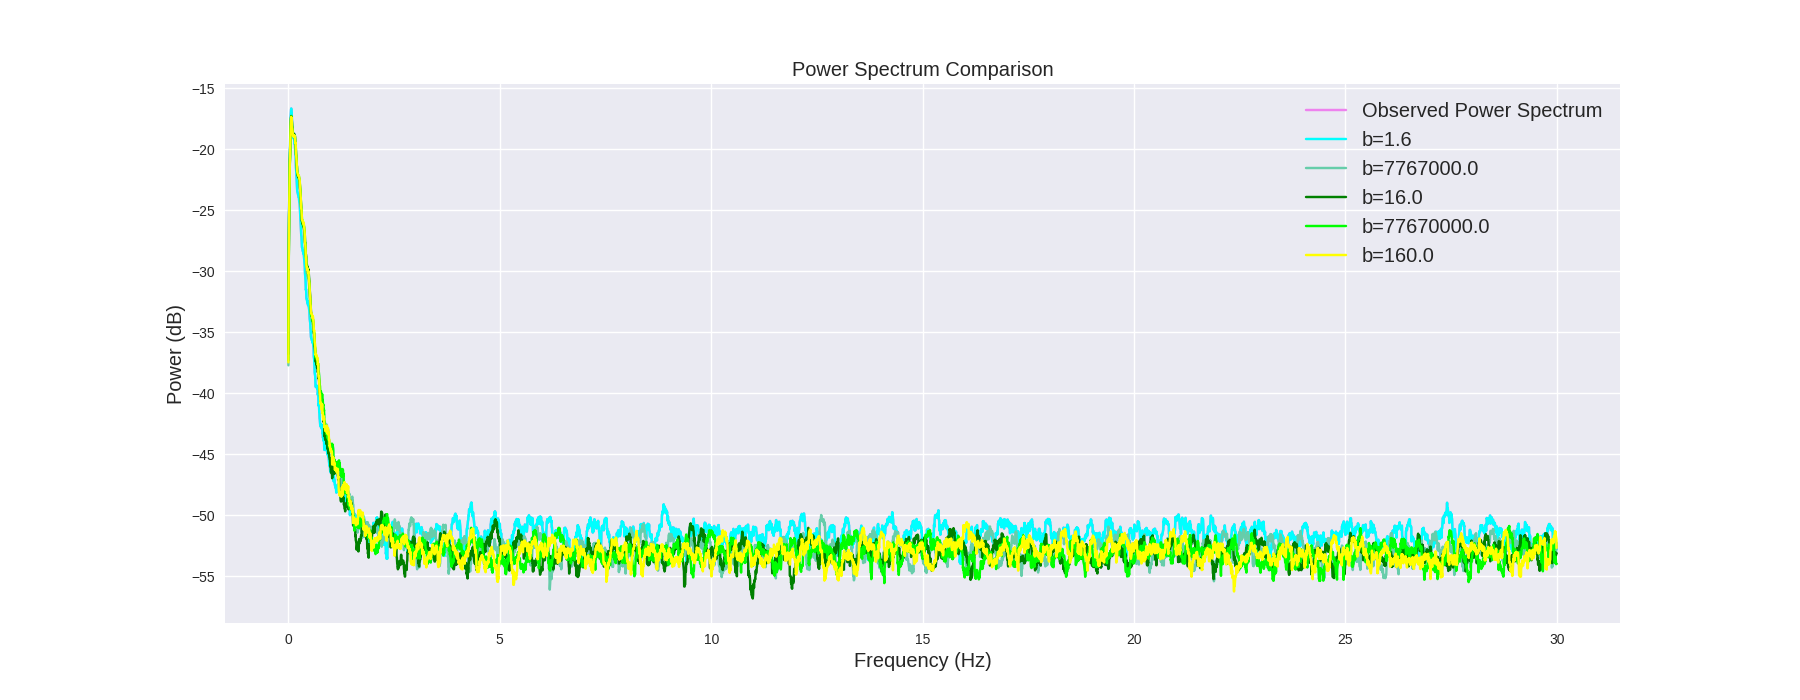 Power Spectrum Comparison
Power (dB)
−15
−20
−25
−30
−35
−40
−45
−50
−55
Observed Power Spectrum
b=1.6
b=7767000.0
b=16.0
b=77670000.0
b=160.0
0 5 10 15 20 25 30
Frequency (Hz)